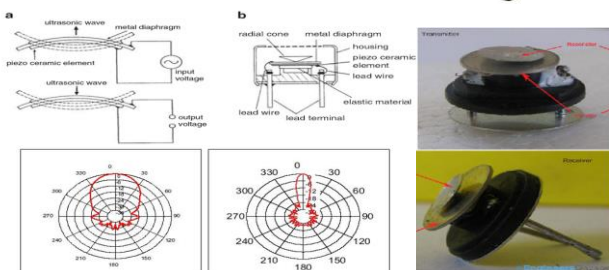 a
ultrasonic wave
metal diaphragm
piezo ceramic element
input
voltage
ultrasonic wave
output
voltage
b
radial cone
metal diaphragm
housing
piezo ceramic
element
lead wire
elastic material
lead wire
lead terminal
Transmitter
Resonator
Receiver
0
30
60
90
120
150
180
210
240
270
300
330
0
30
60
90
120
150
180
210
240
270
300
330